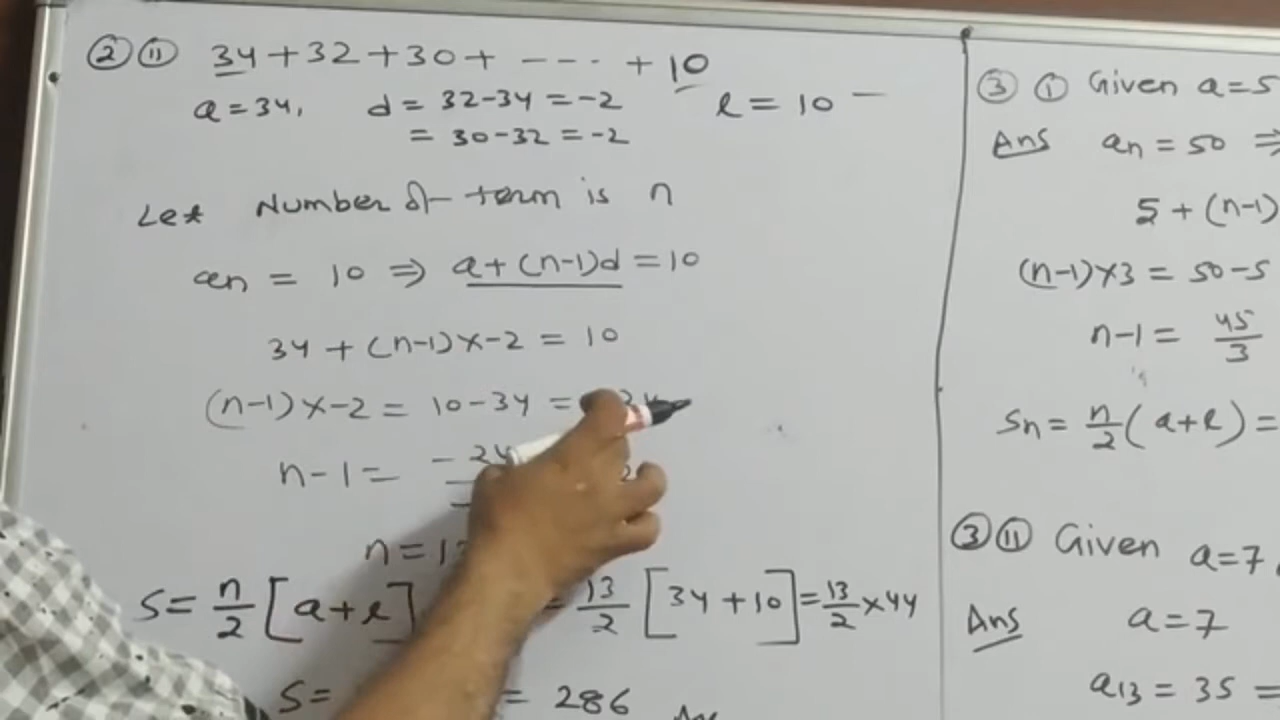 ② ⑪ 34 + 32 + 30 + ---- + 10
a = 34, d = 32-34 = -2 l = 10 —
= 30-32 = -2
Let Number of term is n
an = 10 ⇒ a + (n-1)d = 10
34 + (n-1)×-2 = 10
(n-1)×-2 = 10-34 =
n-1 = -24
n = 13
S = n/2 [a+l] = 13/2 [34+10] = 13/2 ×44
S = = 286 Ans
③ ① Given a=5
Ans an = 50 ⇒
5 + (n-1)
(n-1)×3 = 50-5
n-1 = 45/3
Sn = n/2 (a+l) =
③ ⑪ Given a=7,
Ans a=7
a13 = 35 =